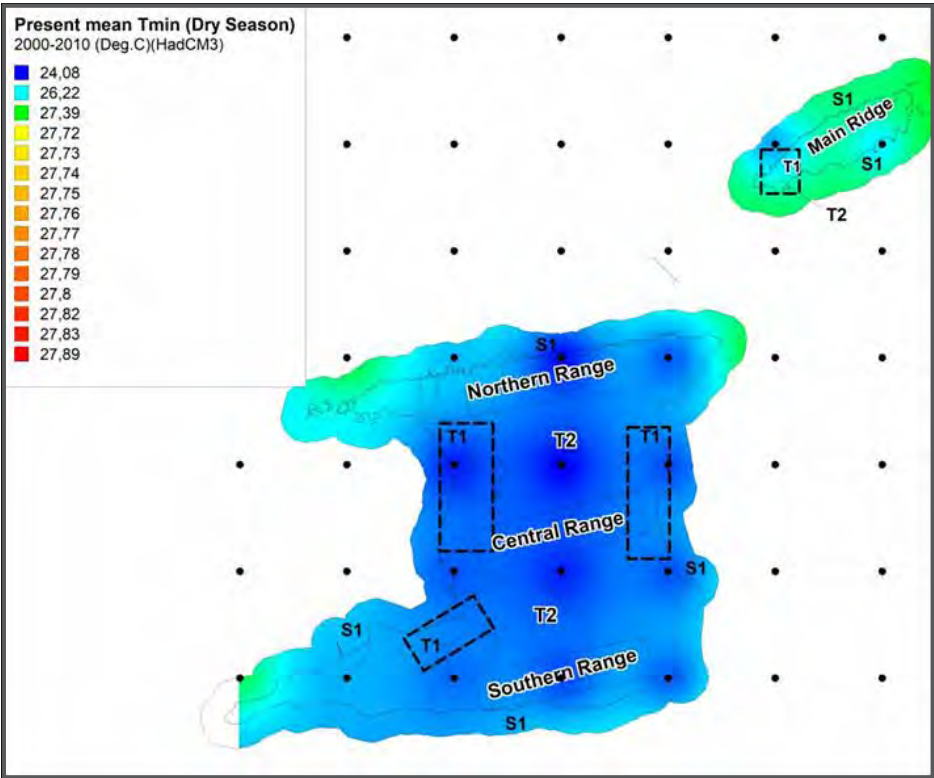 Present mean Tmin (Dry Season)
2000-2010 (Deg.C)(HadCM3)
24,08
26,22
27,39
27,72
27,73
27,74
27,75
27,76
27,77
27,78
27,79
27,8
27,82
27,83
27,89
S1
Main Ridge
T1
S1
T2
S1
Northern Range
T1
T2
T1
Central Range
S1
T2
S1
T1
Southern Range
S1